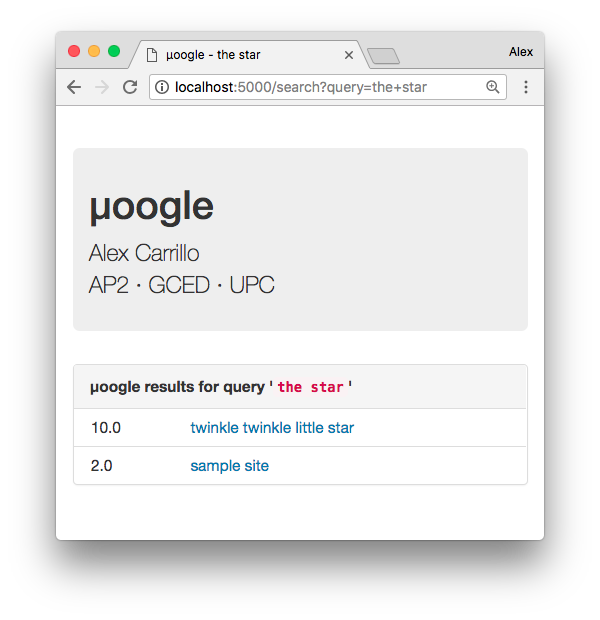 µoogle - the star
Alex
localhost:5000/search?query=the+star
µoogle
Alex Carrillo
AP2 · GCED · UPC
µoogle results for query ' the star '
10.0 twinkle twinkle little star
2.0 sample site